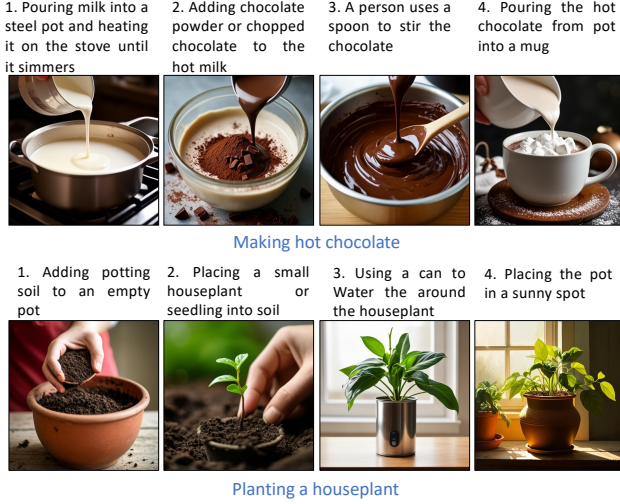 1. Pouring milk into a
steel pot and heating
it on the stove until
it simmers
2. Adding chocolate
powder or chopped
chocolate to the
hot milk
3. A person uses a
spoon to stir the
chocolate
4. Pouring the hot
chocolate from pot
into a mug
Making hot chocolate
1. Adding potting
soil to an empty
pot
2. Placing a small
houseplant or
seedling into soil
3. Using a can to
Water the around
the houseplant
4. Placing the pot
in a sunny spot
Planting a houseplant